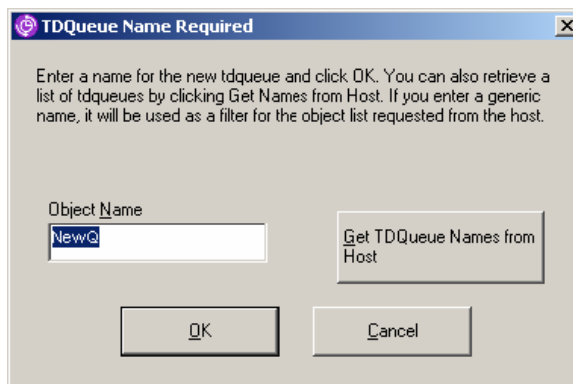 TDQueue Name Required
Enter a name for the new tdqueue and click OK. You can also retrieve a
list of tdqueues by clicking Get Names from Host. If you enter a generic
name, it will be used as a filter for the object list requested from the host.
Object Name
NewQ
Get TDQueue Names from
Host
OK
Cancel